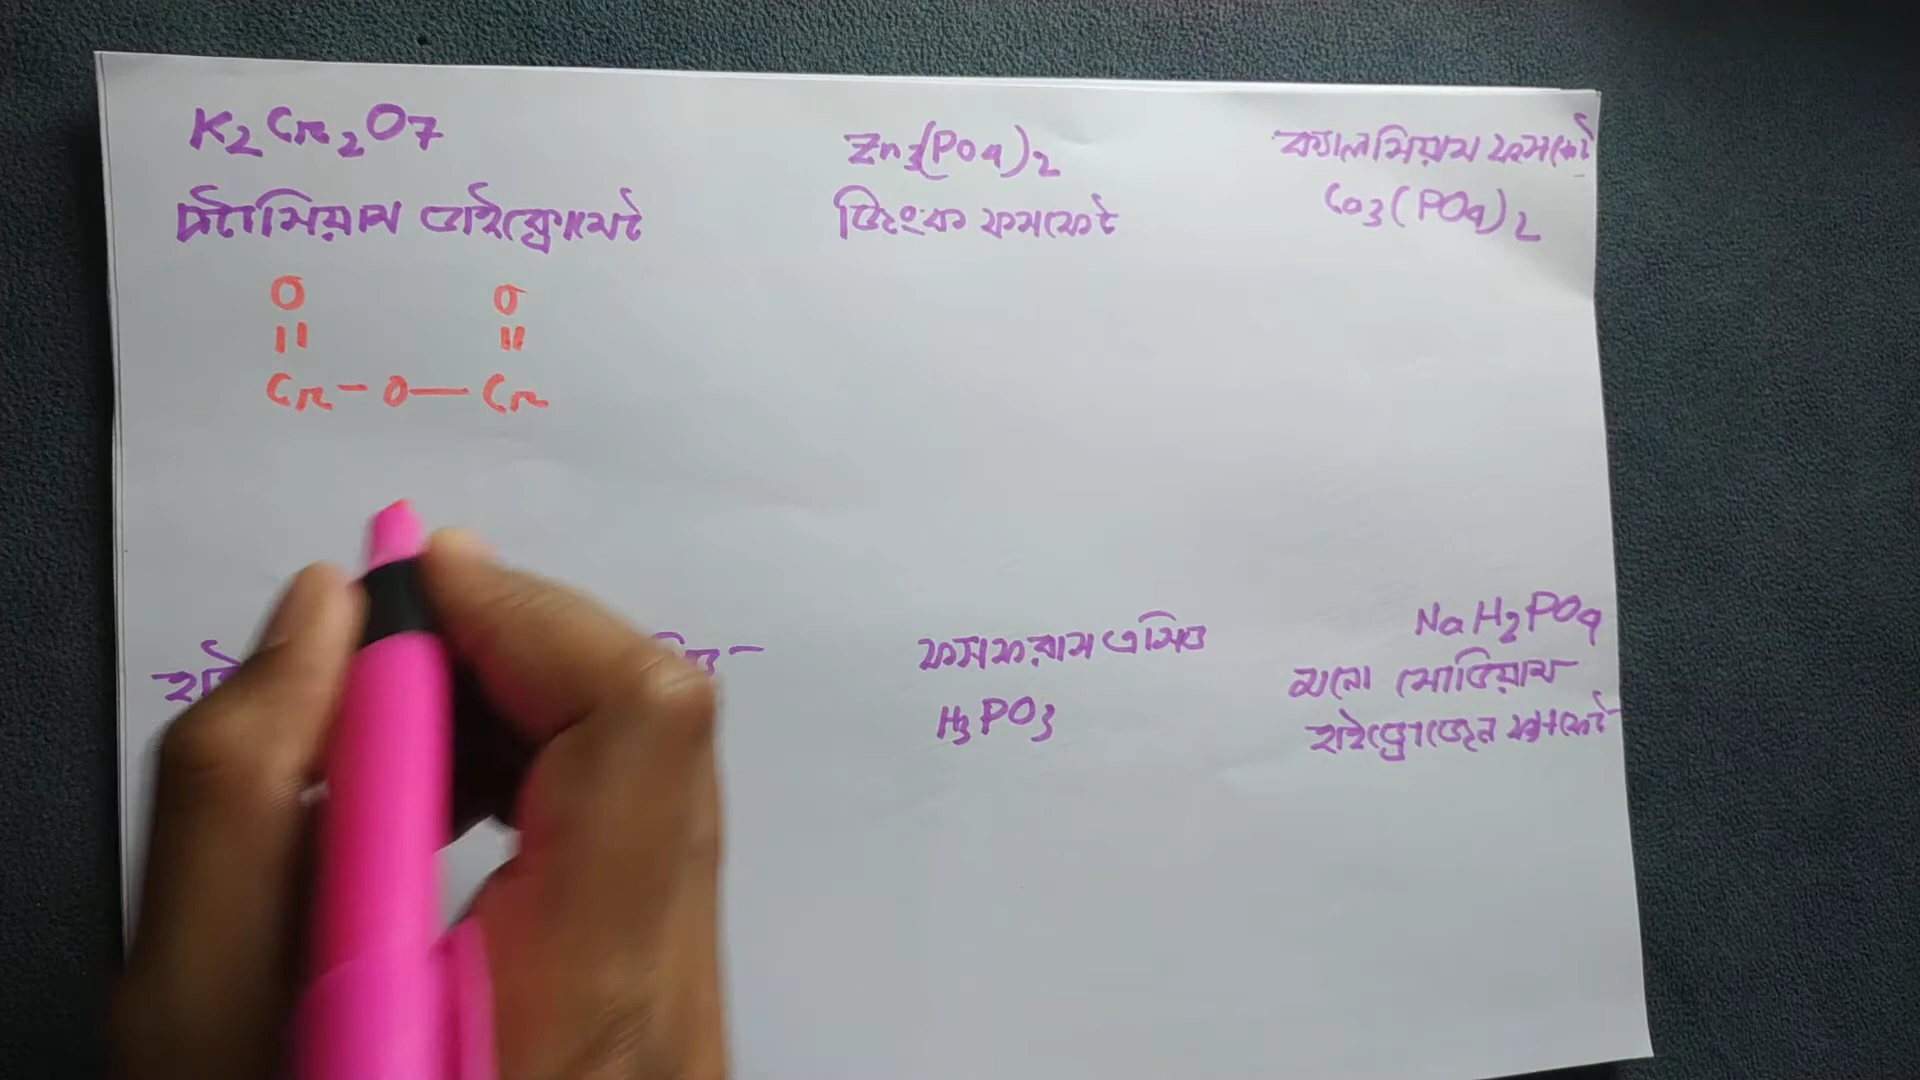 K2Cr2O7
পটাসিয়াম ডাইক্রোমেট
O O
|| ||
Cr - O — Cr
Zn3(PO4)2
জিংক ফসফেট
ক্যালসিয়াম ফসফেট
Ca3(PO4)2
ফসফরাস এসিড
H3PO3
NaH2PO4
মনো সোডিয়াম
হাইড্রোজেন ফসফেট